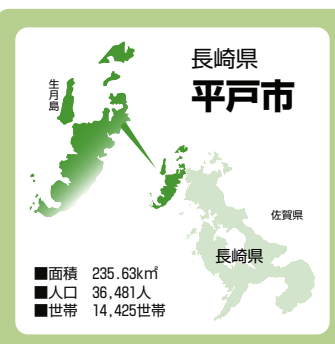 長崎県
平戸市
生月島
佐賀県
長崎県
■面積 235.63k㎡
■人口 36,481人
■世帯 14,425世帯